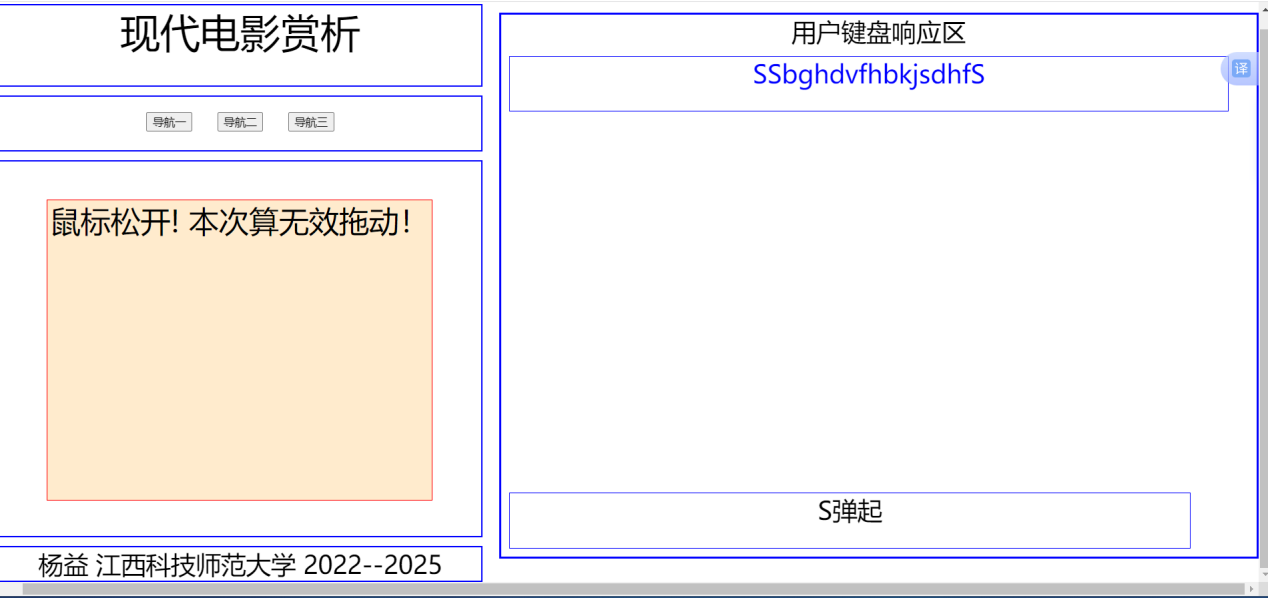 现代电影赏析
导航一 导航二 导航三
鼠标松开! 本次算无效拖动!
杨益 江西科技师范大学 2022--2025
用户键盘响应区
SSbghdvfhbkjsdhfS
译
S弹起